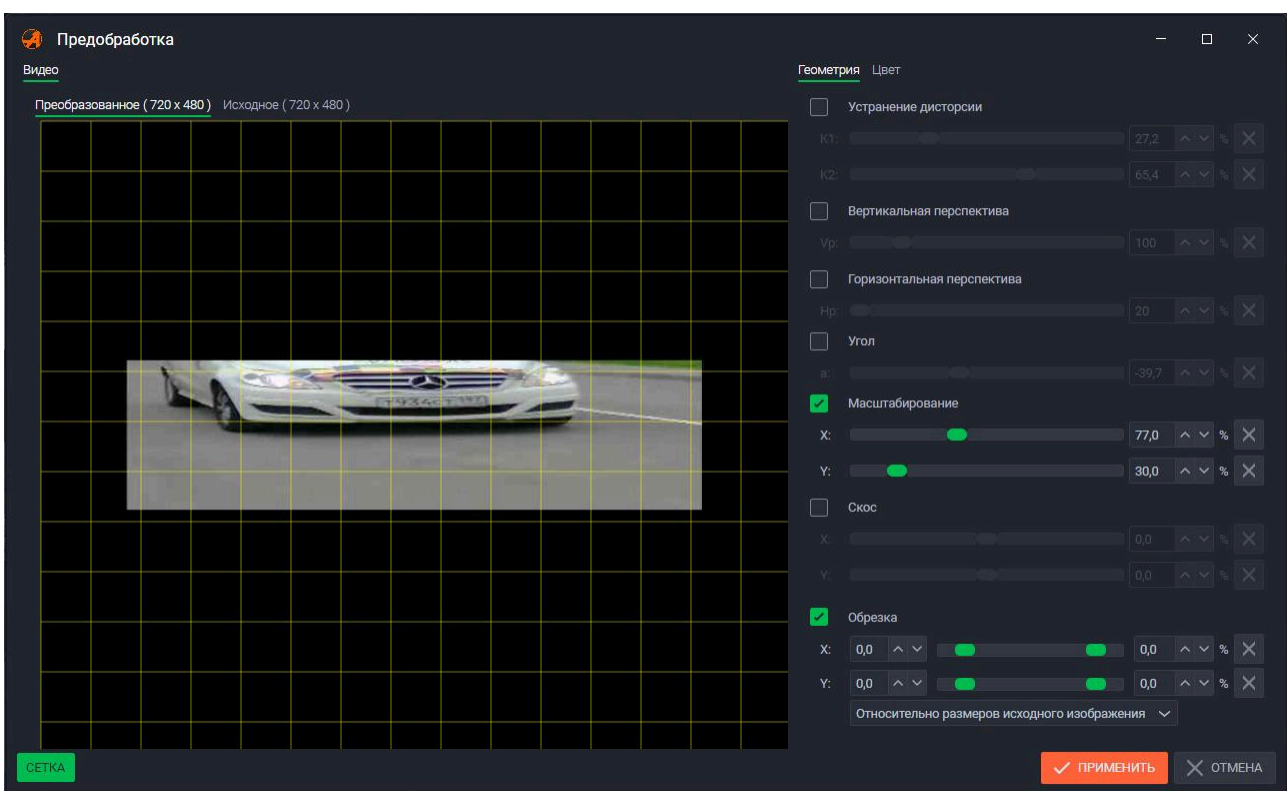 Предобработка
Видео
Геометрия Цвет
Преобразованное ( 720 x 480 ) Исходное ( 720 x 480 )
Устранение дисторсии
K1: 27,2 %
K2: 65,4 %
Вертикальная перспектива
Vp: 100 %
Горизонтальная перспектива
Hp: 20 %
Угол
a: -39,7 %
Масштабирование
X: 77,0 %
Y: 30,0 %
Скос
X: 0,0 %
Y: 0,0 %
Обрезка
X: 0,0 0,0 %
Y: 0,0 0,0 %
Относительно размеров исходного изображения
СЕТКА
ПРИМЕНИТЬ
ОТМЕНА